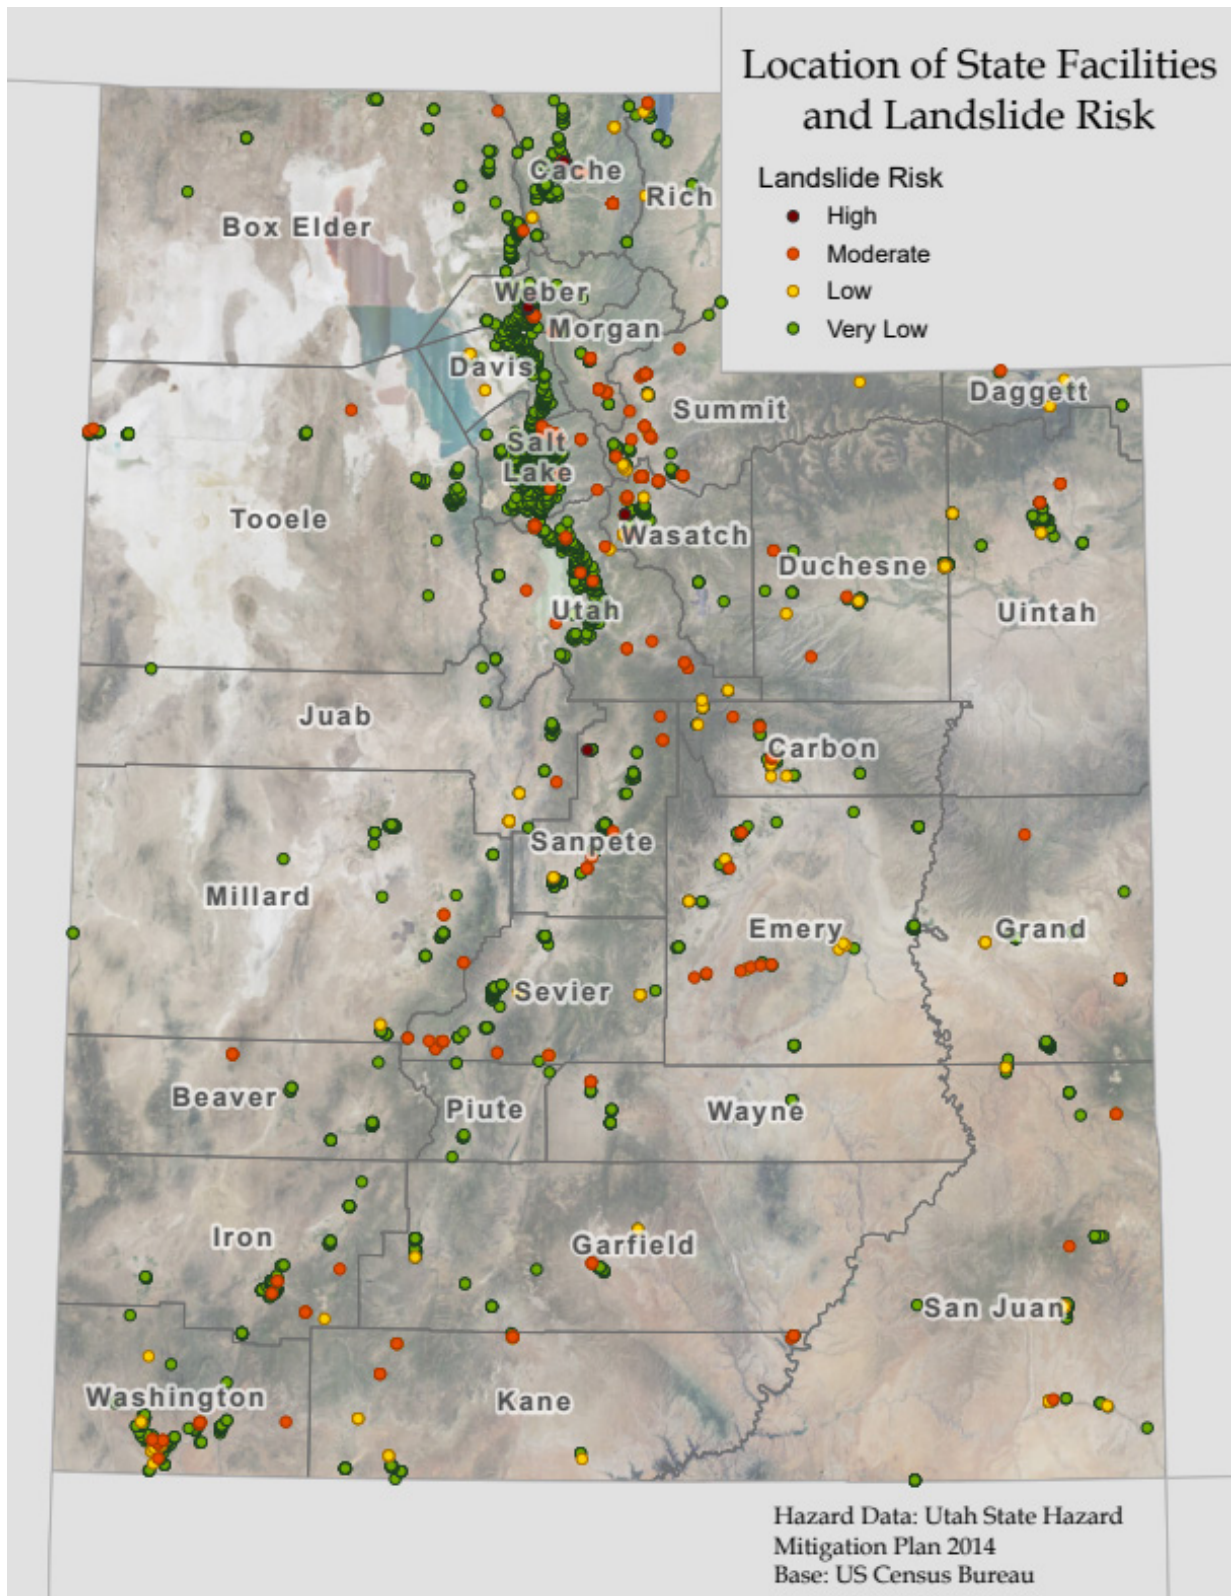 Location of State Facilities
and Landslide Risk
Landslide Risk
High
Moderate
Low
Very Low
Cache
Rich
Box Elder
Weber
Morgan
Davis
Daggett
Summit
Salt
Lake
Tooele
Wasatch
Duchesne
Utah
Uintah
Juab
Carbon
Sanpete
Millard
Emery
Grand
Sevier
Beaver
Piute
Wayne
Iron
Garfield
San Juan
Washington
Kane
Hazard Data: Utah State Hazard
Mitigation Plan 2014
Base: US Census Bureau